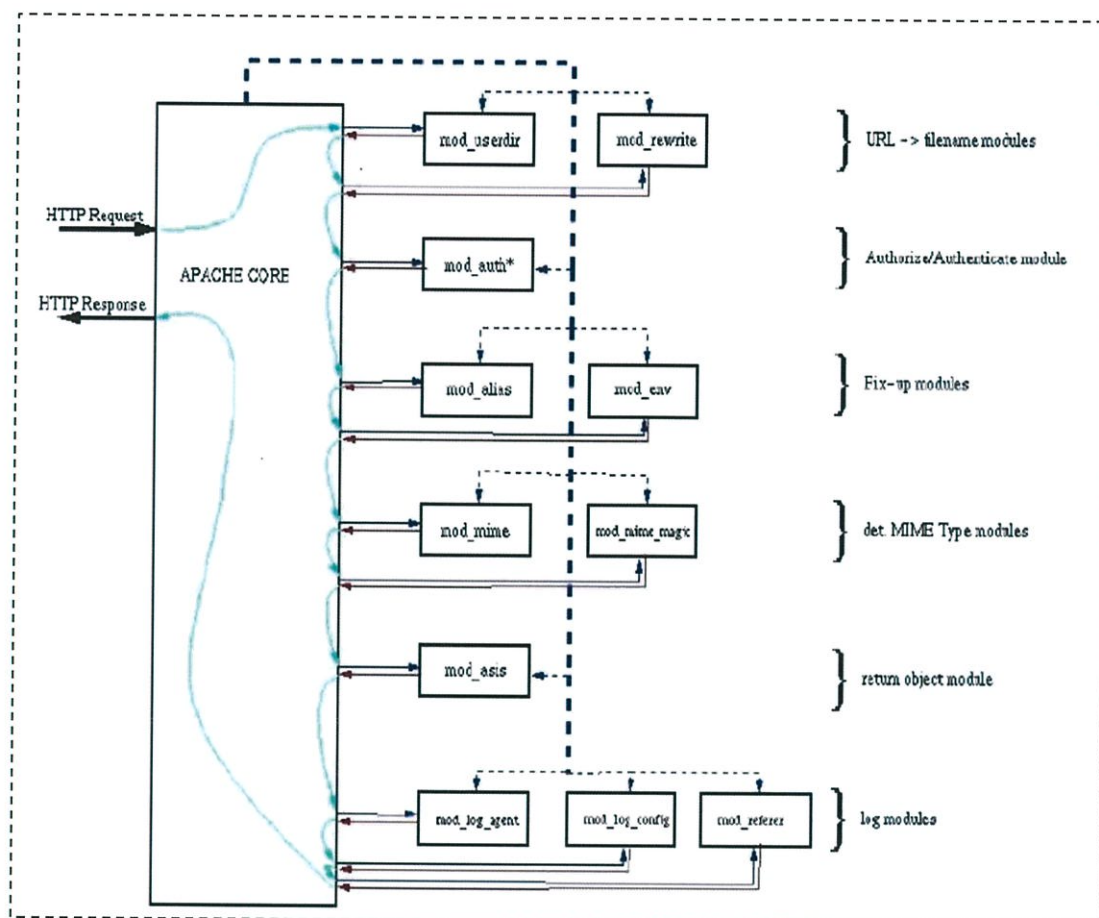 mod_userdir
mod_rewrite
URL -> filename modules
HTTP Request
APACHE CORE
mod_auth*
Authorize/Authenticate module
HTTP Response
mod_alias
mod_env
Fix-up modules
mod_mime
mod_mime_magic
det. MIME Type modules
mod_asis
return object module
mod_log_agent
mod_log_config
mod_referer
log modules